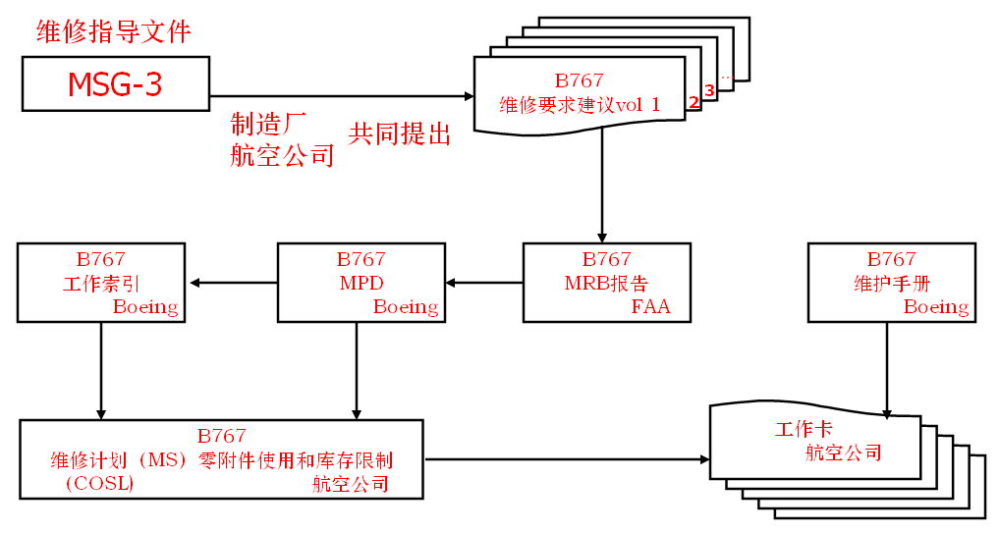 维修指导文件
MSG-3
B767
维修要求建议vol 1
2
3
...
制造厂
航空公司
共同提出
B767
工作索引
Boeing
B767
MPD
Boeing
B767
MRB报告
FAA
B767
维护手册
Boeing
B767
维修计划（MS）零附件使用和库存限制
（COSL） 航空公司
工作卡
航空公司